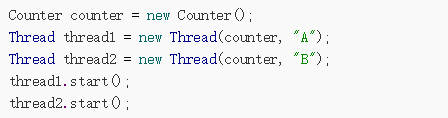 Counter counter = new Counter();
Thread thread1 = new Thread(counter, "A");
Thread thread2 = new Thread(counter, "B");
thread1.start();
thread2.start();